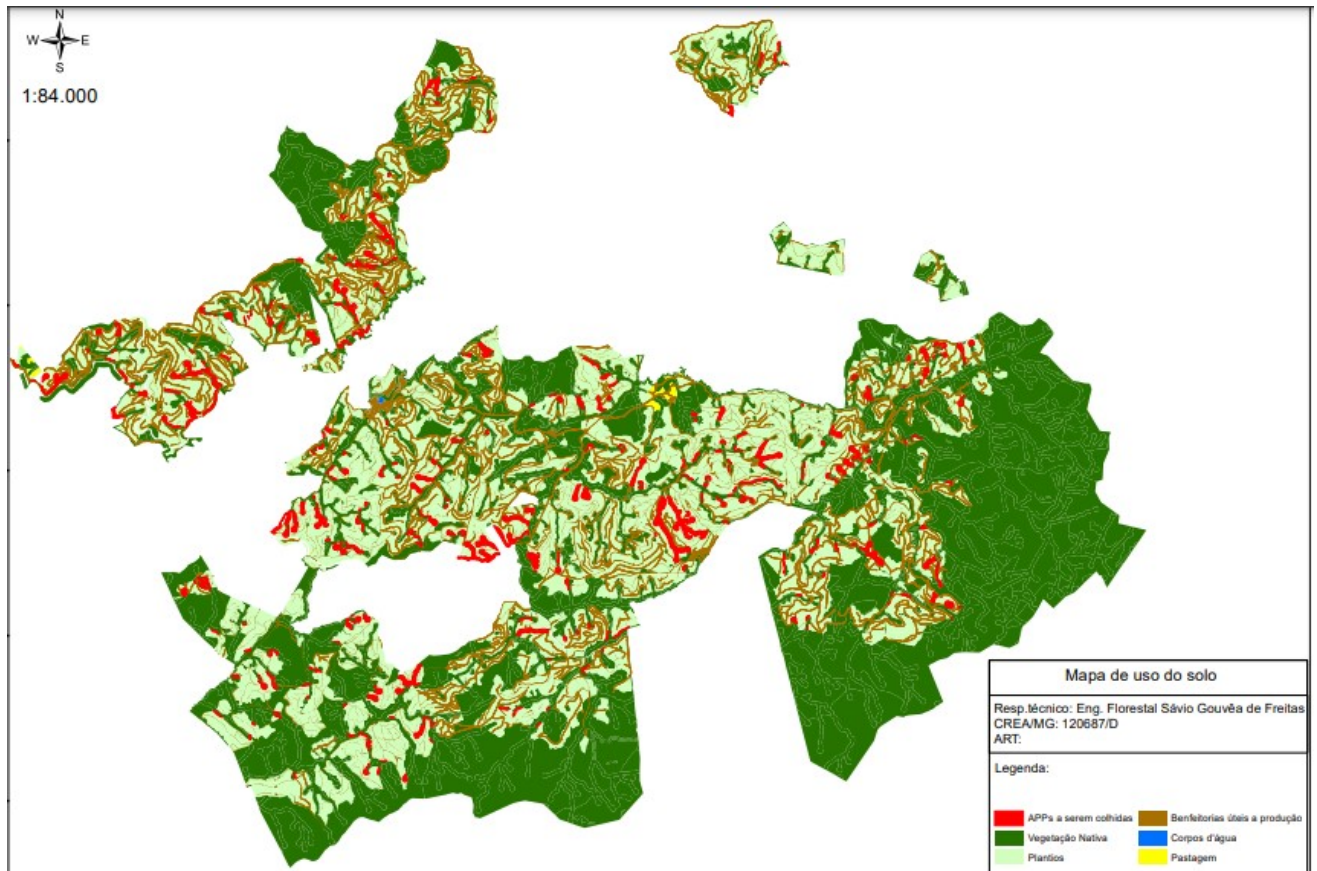 N
W E
S
1:84.000
Mapa de uso do solo
Resp.técnico: Eng. Florestal Sávio Gouvêa de Freitas
CREA/MG: 120687/D
ART:
Legenda:
APPs a serem colhidas
Benfeitorias úteis a produção
Vegetação Nativa
Corpos d'água
Plantios
Pastagem